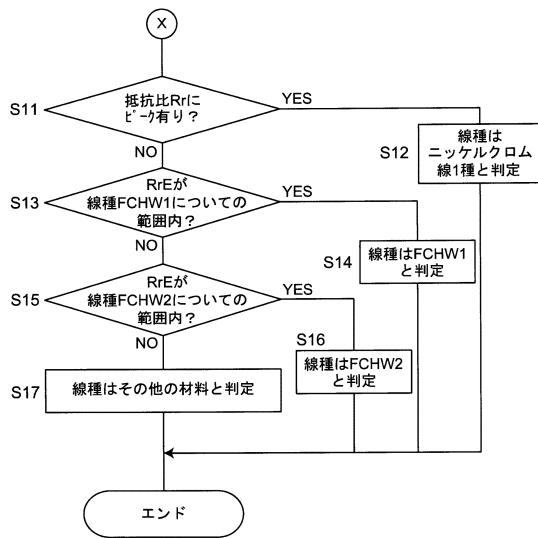 X
S11
抵抗比Rrに
ピーク有り？
YES
NO
S12
線種は
ニッケルクロム
線1種と判定
S13
RrEが
線種FCHW1についての
範囲内？
YES
NO
S14
線種はFCHW1
と判定
S15
RrEが
線種FCHW2についての
範囲内？
YES
NO
S16
線種はFCHW2
と判定
S17
線種はその他の材料と判定
エンド